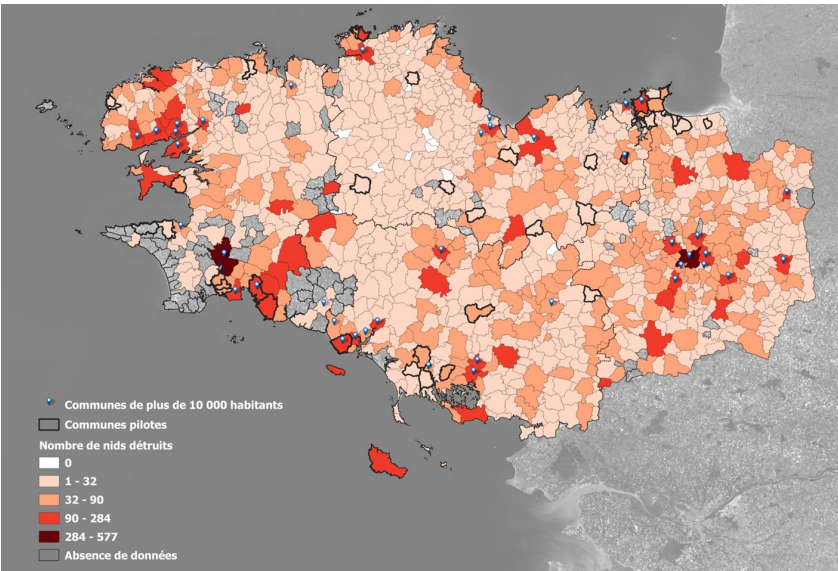 Communes de plus de 10 000 habitants
Communes pilotes
Nombre de nids détruits
0
1 - 32
32 - 90
90 - 284
284 - 577
Absence de données